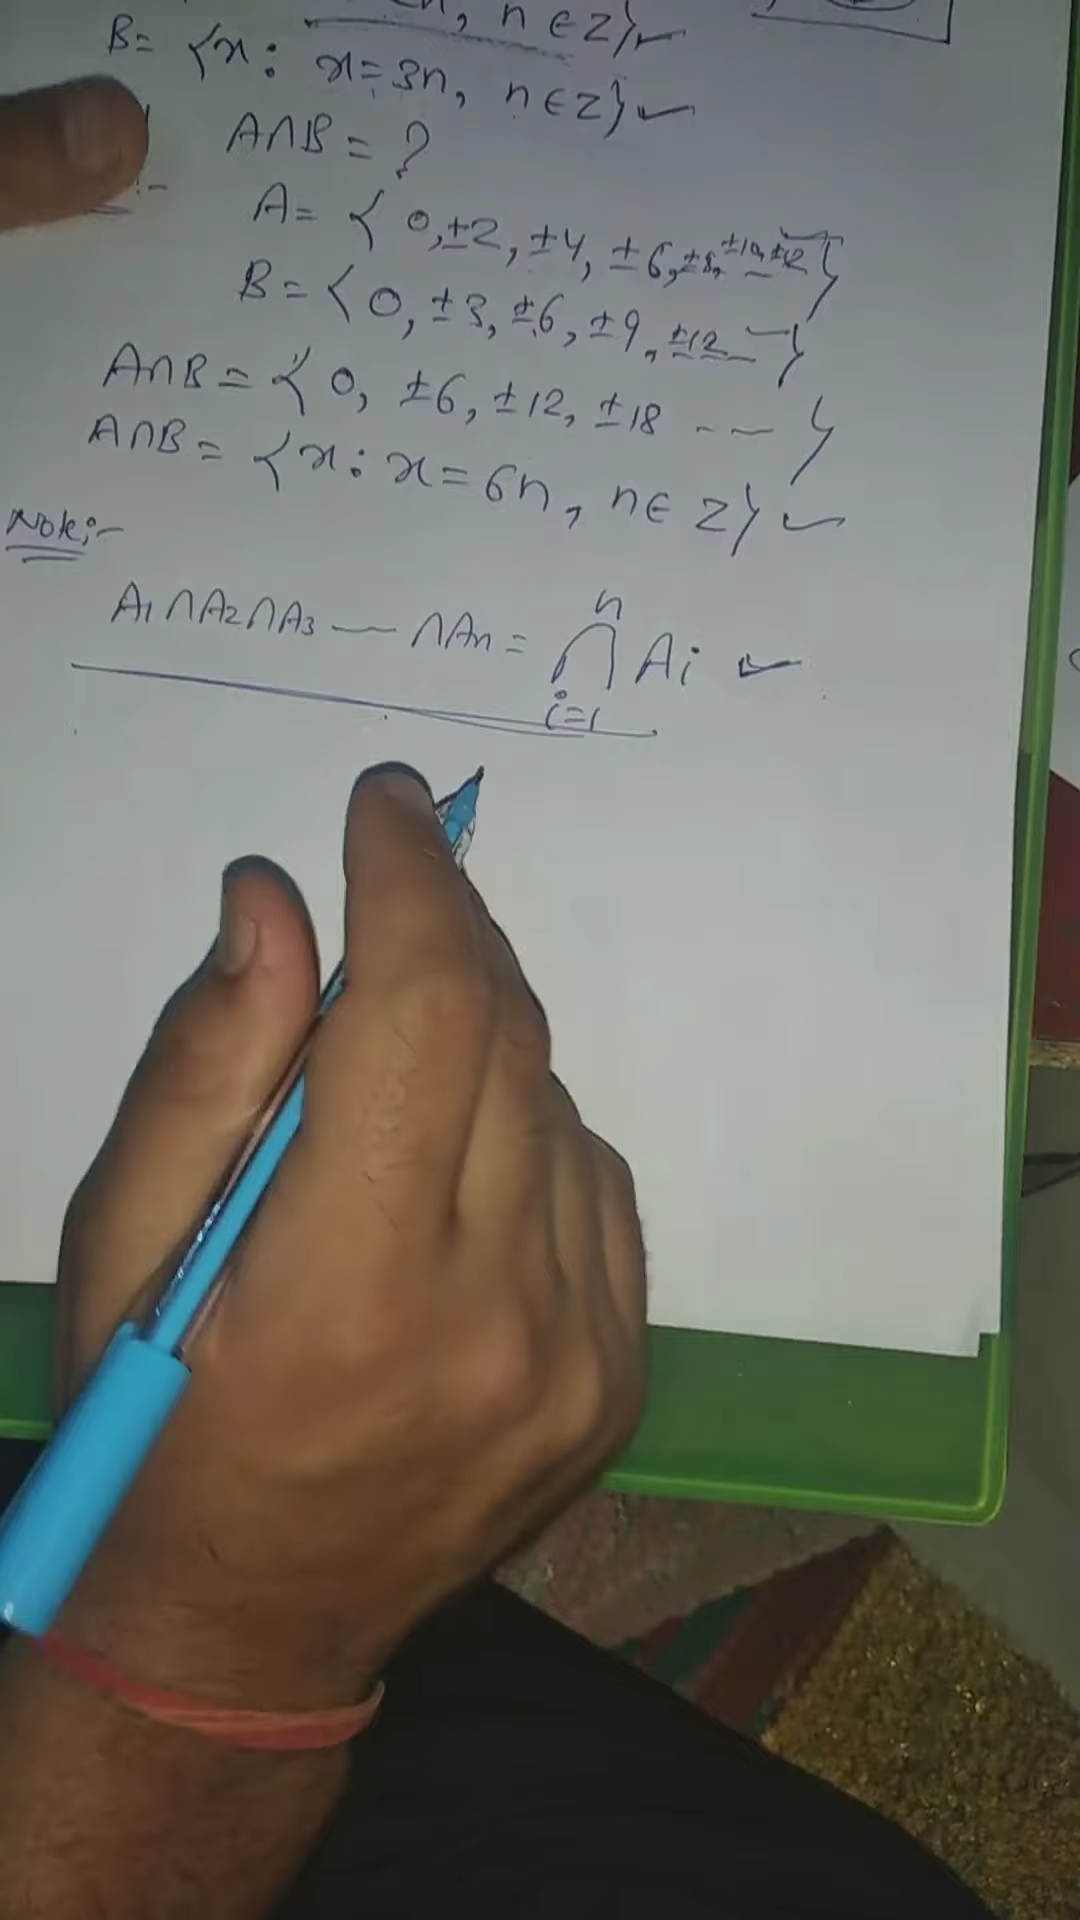 n, n ∈ Z}
B = {x : x = 3n, n ∈ Z}
A∩B = ?
A = { 0, ±2, ±4, ±6, ±8, ±10, ±12 }
B = { 0, ±3, ±6, ±9, ±12 -- }
A∩B = { 0, ±6, ±12, ±18 --- }
A∩B = { x : x = 6n, n ∈ Z}
Note:-
A1∩A2∩A3 — ∩An = n ∩ i=1 Ai